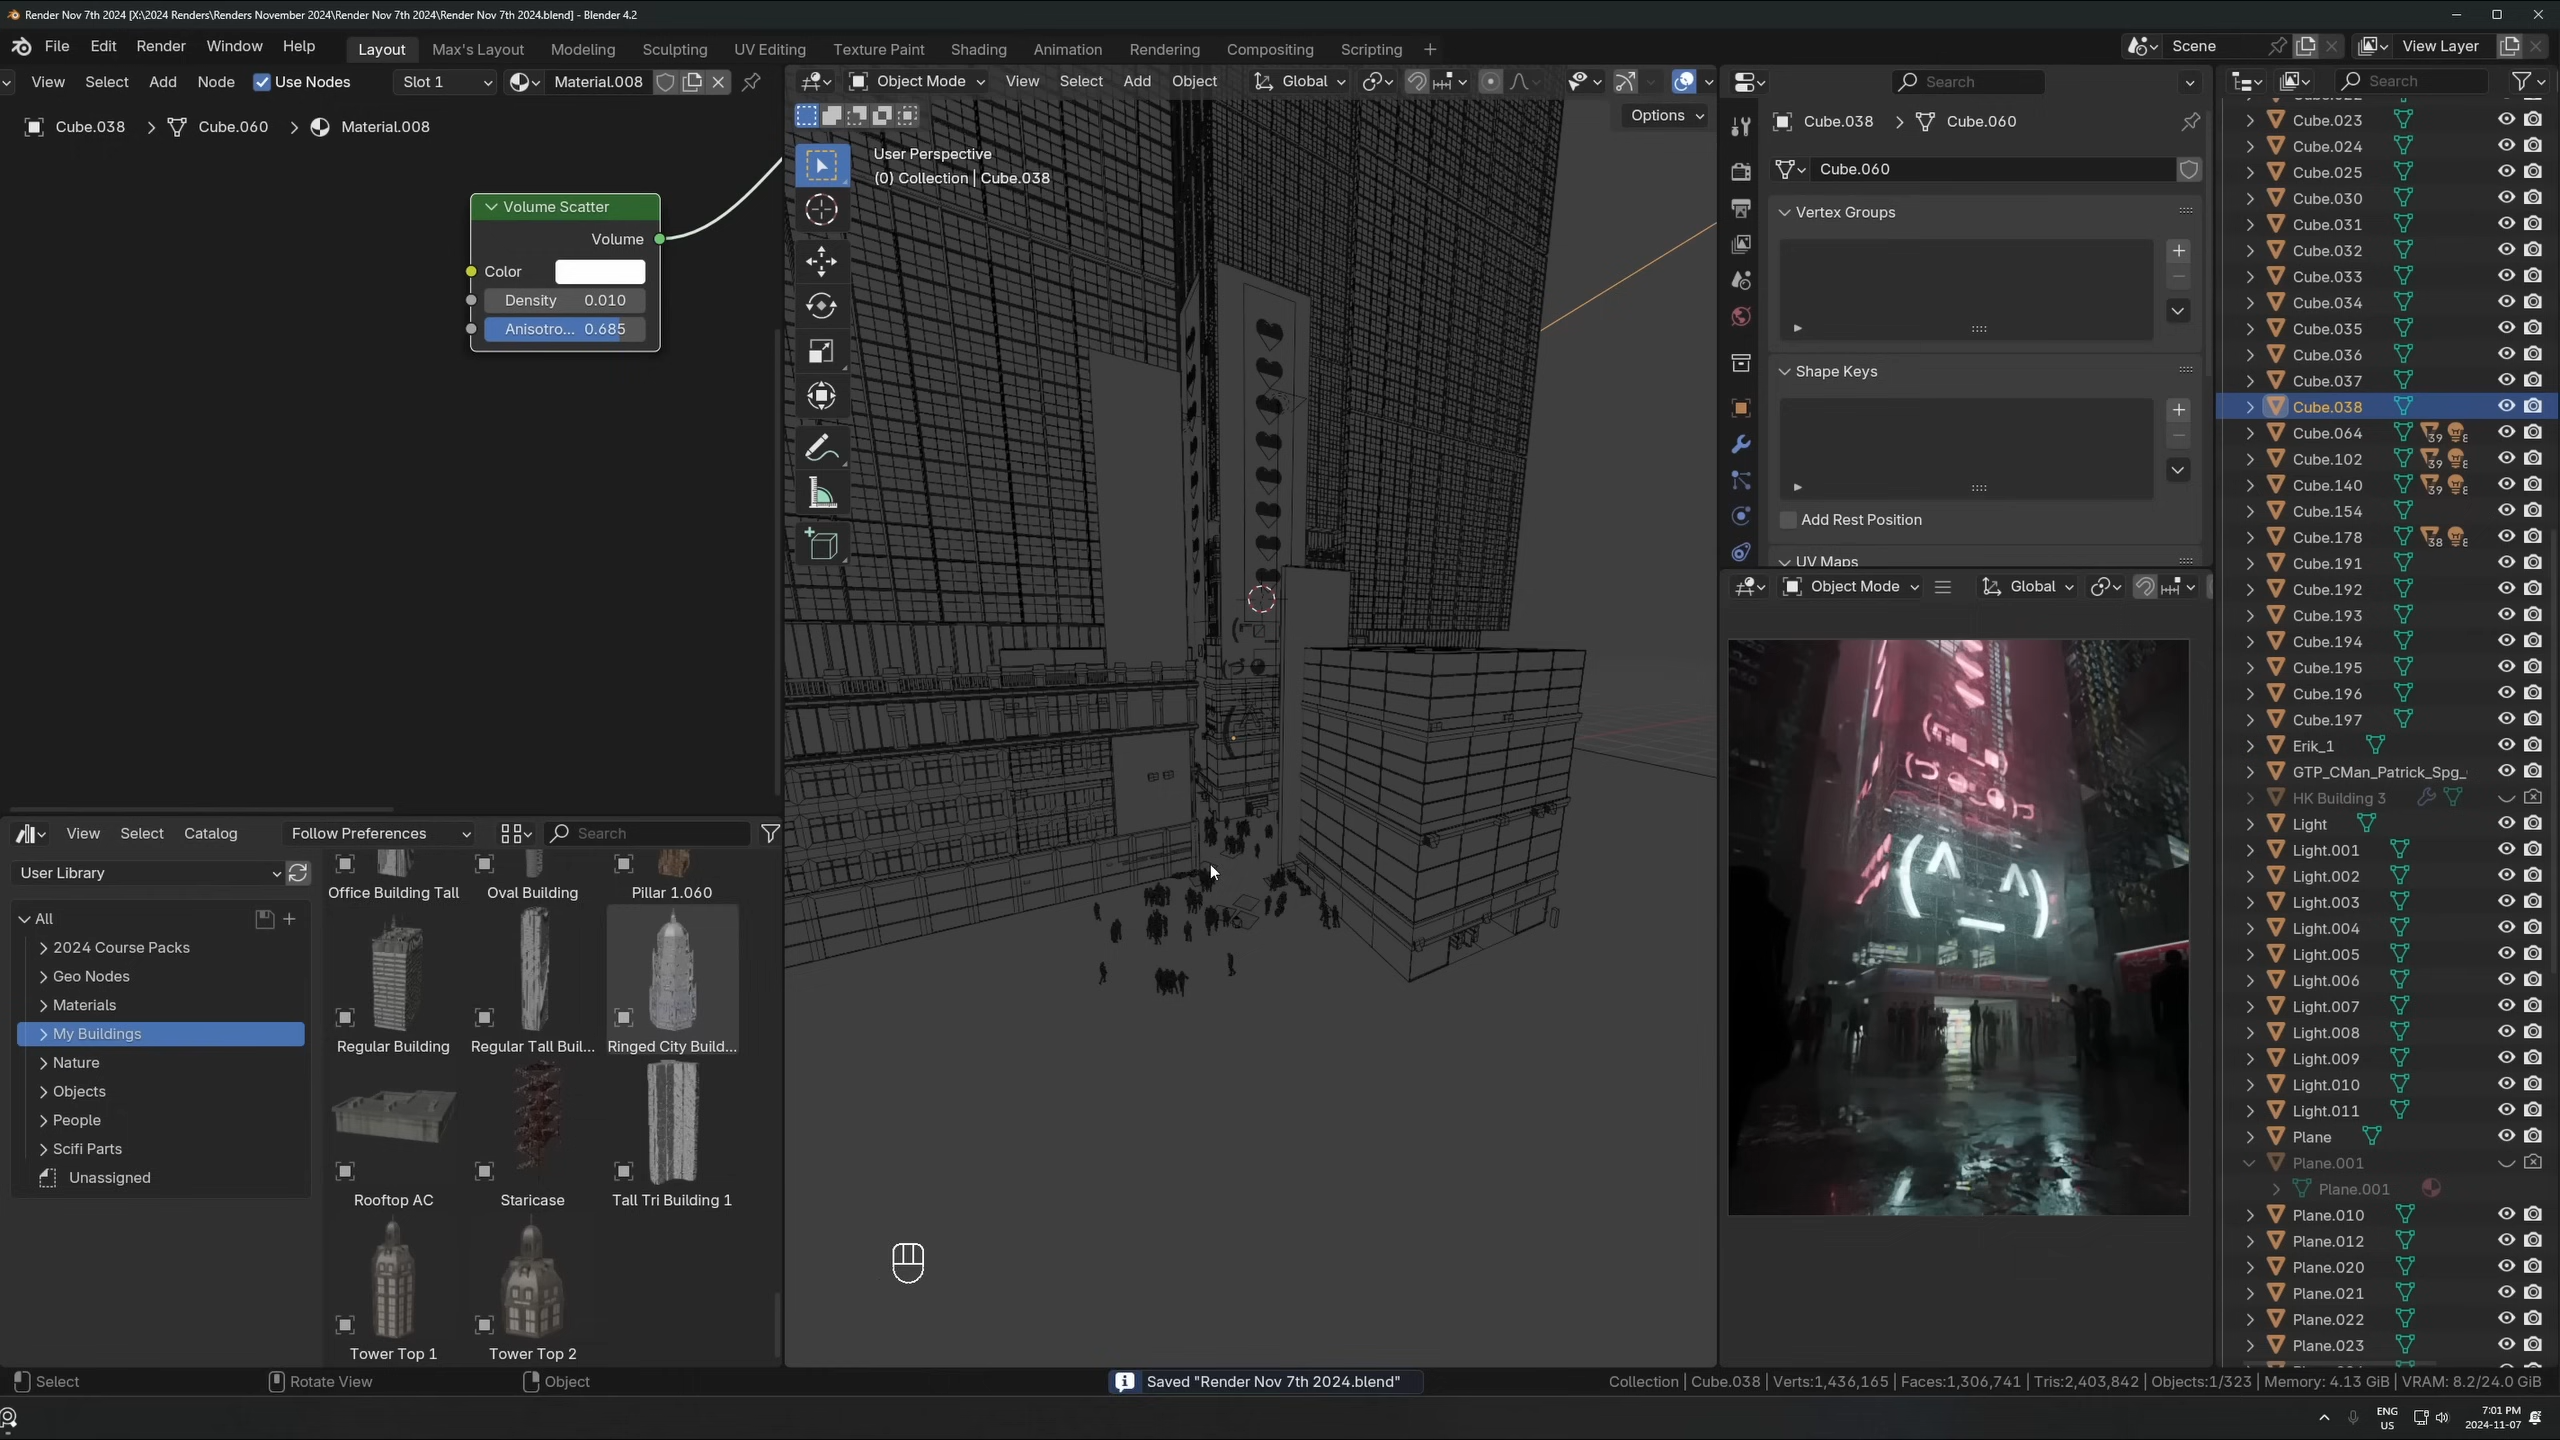 Render Nov 7th 2024 [X:\2024 Renders\Renders November 2024\Render Nov 7th 2024\Render Nov 7th 2024.blend] - Blender 4.2
File Edit Render Window Help
Layout Max's Layout Modeling Sculpting UV Editing Texture Paint Shading Animation Rendering Compositing Scripting +
Scene
View Layer
View Select Add Node Use Nodes Slot 1 Material.008
Cube.038 > Cube.060 > Material.008
Volume Scatter
Volume
Color
Density 0.010
Anisotro... 0.685
Object Mode View Select Add Object Global
Options
User Perspective
(0) Collection | Cube.038
Search
Cube.038 > Cube.060
Cube.060
Vertex Groups
Shape Keys
Add Rest Position
UV Maps
Object Mode Global
(^_^)
Search
Cube.023
Cube.024
Cube.025
Cube.030
Cube.031
Cube.032
Cube.033
Cube.034
Cube.035
Cube.036
Cube.037
Cube.038
Cube.064 39 8
Cube.102 39 8
Cube.140 39 8
Cube.154
Cube.178 38 8
Cube.191
Cube.192
Cube.193
Cube.194
Cube.195
Cube.196
Cube.197
Erik_1
GTP_CMan_Patrick_Spg_
HK Building 3
Light
Light.001
Light.002
Light.003
Light.004
Light.005
Light.006
Light.007
Light.008
Light.009
Light.010
Light.011
Plane
Plane.001
Plane.001
Plane.010
Plane.012
Plane.020
Plane.021
Plane.022
Plane.023
View Select Catalog Follow Preferences Search
User Library
All
2024 Course Packs
Geo Nodes
Materials
My Buildings
Nature
Objects
People
Scifi Parts
Unassigned
Office Building Tall Oval Building Pillar 1.060
Regular Building Regular Tall Buil... Ringed City Build...
Rooftop AC Staricase Tall Tri Building 1
Tower Top 1 Tower Top 2
Select Rotate View Object
Saved "Render Nov 7th 2024.blend"
Collection | Cube.038 | Verts:1,436,165 | Faces:1,306,741 | Tris:2,403,842 | Objects:1/323 | Memory: 4.13 GiB | VRAM: 8.2/24.0 GiB
ENG
US
7:01 PM
2024-11-07